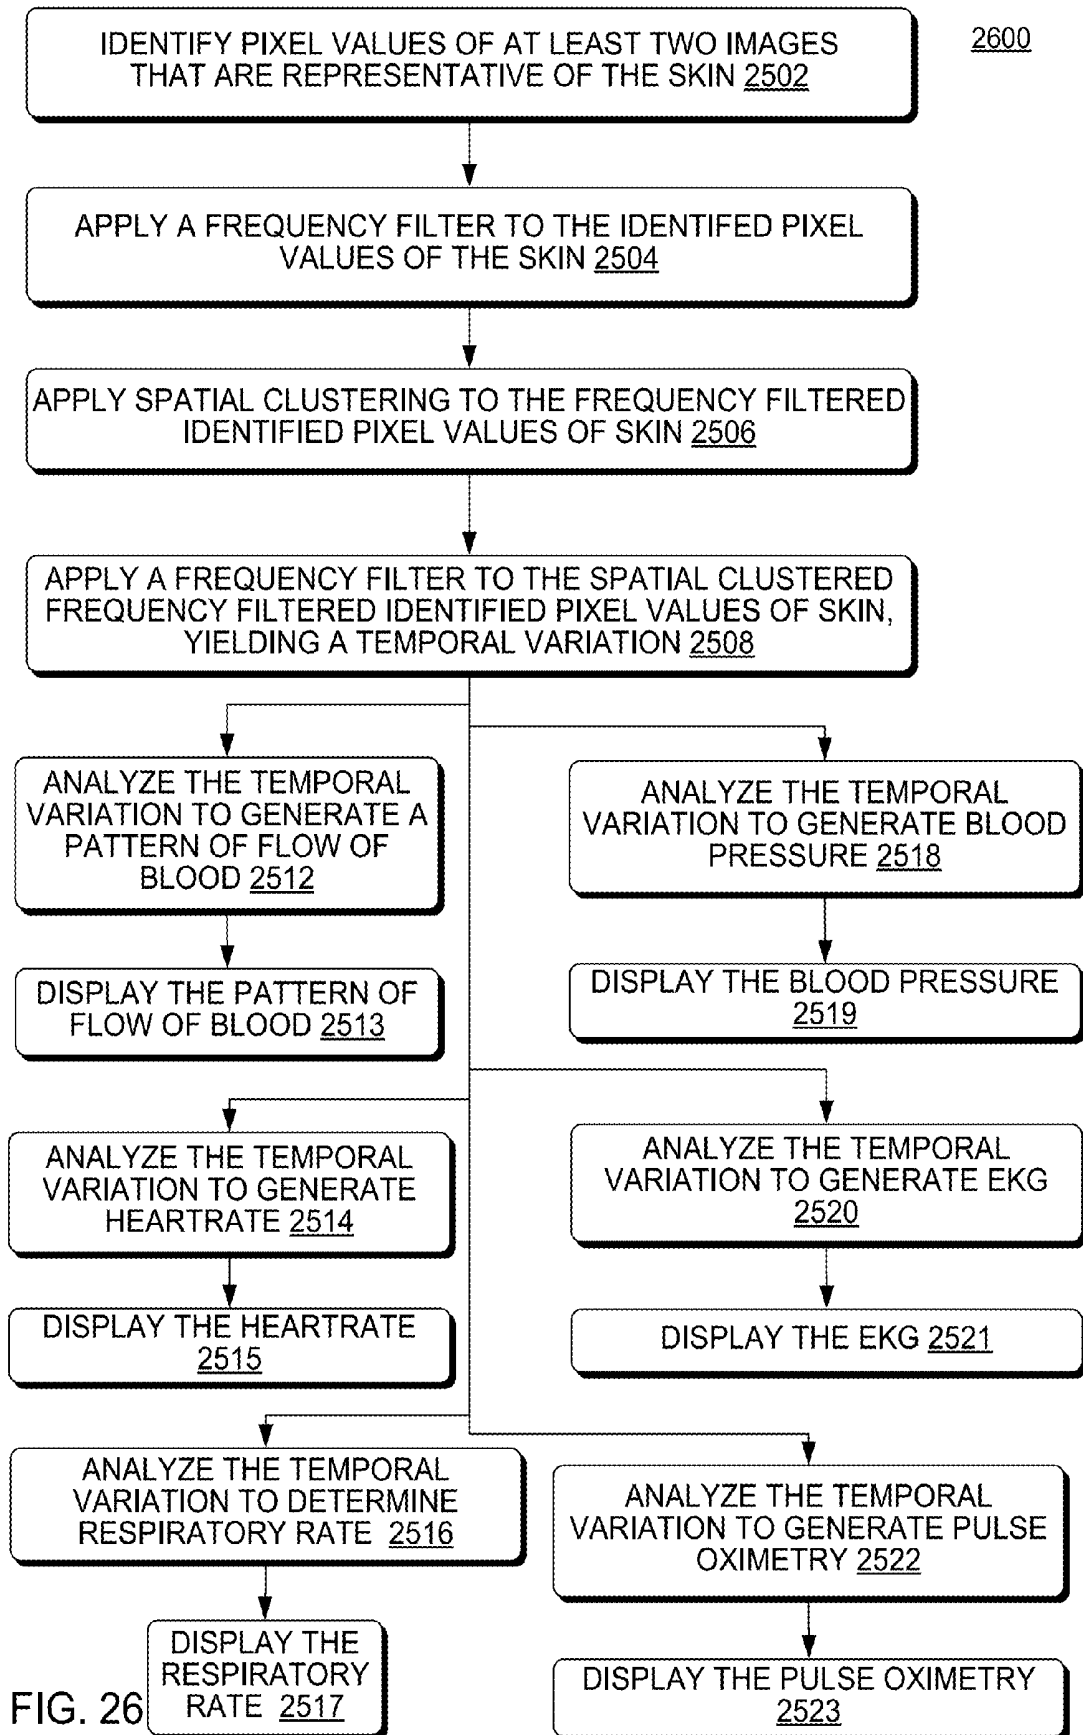 IDENTIFY PIXEL VALUES OF AT LEAST TWO IMAGES
THAT ARE REPRESENTATIVE OF THE SKIN 2502
2600
APPLY A FREQUENCY FILTER TO THE IDENTIFED PIXEL
VALUES OF THE SKIN 2504
APPLY SPATIAL CLUSTERING TO THE FREQUENCY FILTERED
IDENTIFIED PIXEL VALUES OF SKIN 2506
APPLY A FREQUENCY FILTER TO THE SPATIAL CLUSTERED
FREQUENCY FILTERED IDENTIFIED PIXEL VALUES OF SKIN,
YIELDING A TEMPORAL VARIATION 2508
ANALYZE THE TEMPORAL
VARIATION TO GENERATE A
PATTERN OF FLOW OF
BLOOD 2512
ANALYZE THE TEMPORAL
VARIATION TO GENERATE BLOOD
PRESSURE 2518
DISPLAY THE PATTERN OF
FLOW OF BLOOD 2513
DISPLAY THE BLOOD PRESSURE
2519
ANALYZE THE TEMPORAL
VARIATION TO GENERATE
HEARTRATE 2514
ANALYZE THE TEMPORAL
VARIATION TO GENERATE EKG
2520
DISPLAY THE HEARTRATE
2515
DISPLAY THE EKG 2521
ANALYZE THE TEMPORAL
VARIATION TO DETERMINE
RESPIRATORY RATE 2516
ANALYZE THE TEMPORAL
VARIATION TO GENERATE PULSE
OXIMETRY 2522
DISPLAY THE
RESPIRATORY
RATE 2517
DISPLAY THE PULSE OXIMETRY
2523
FIG. 26